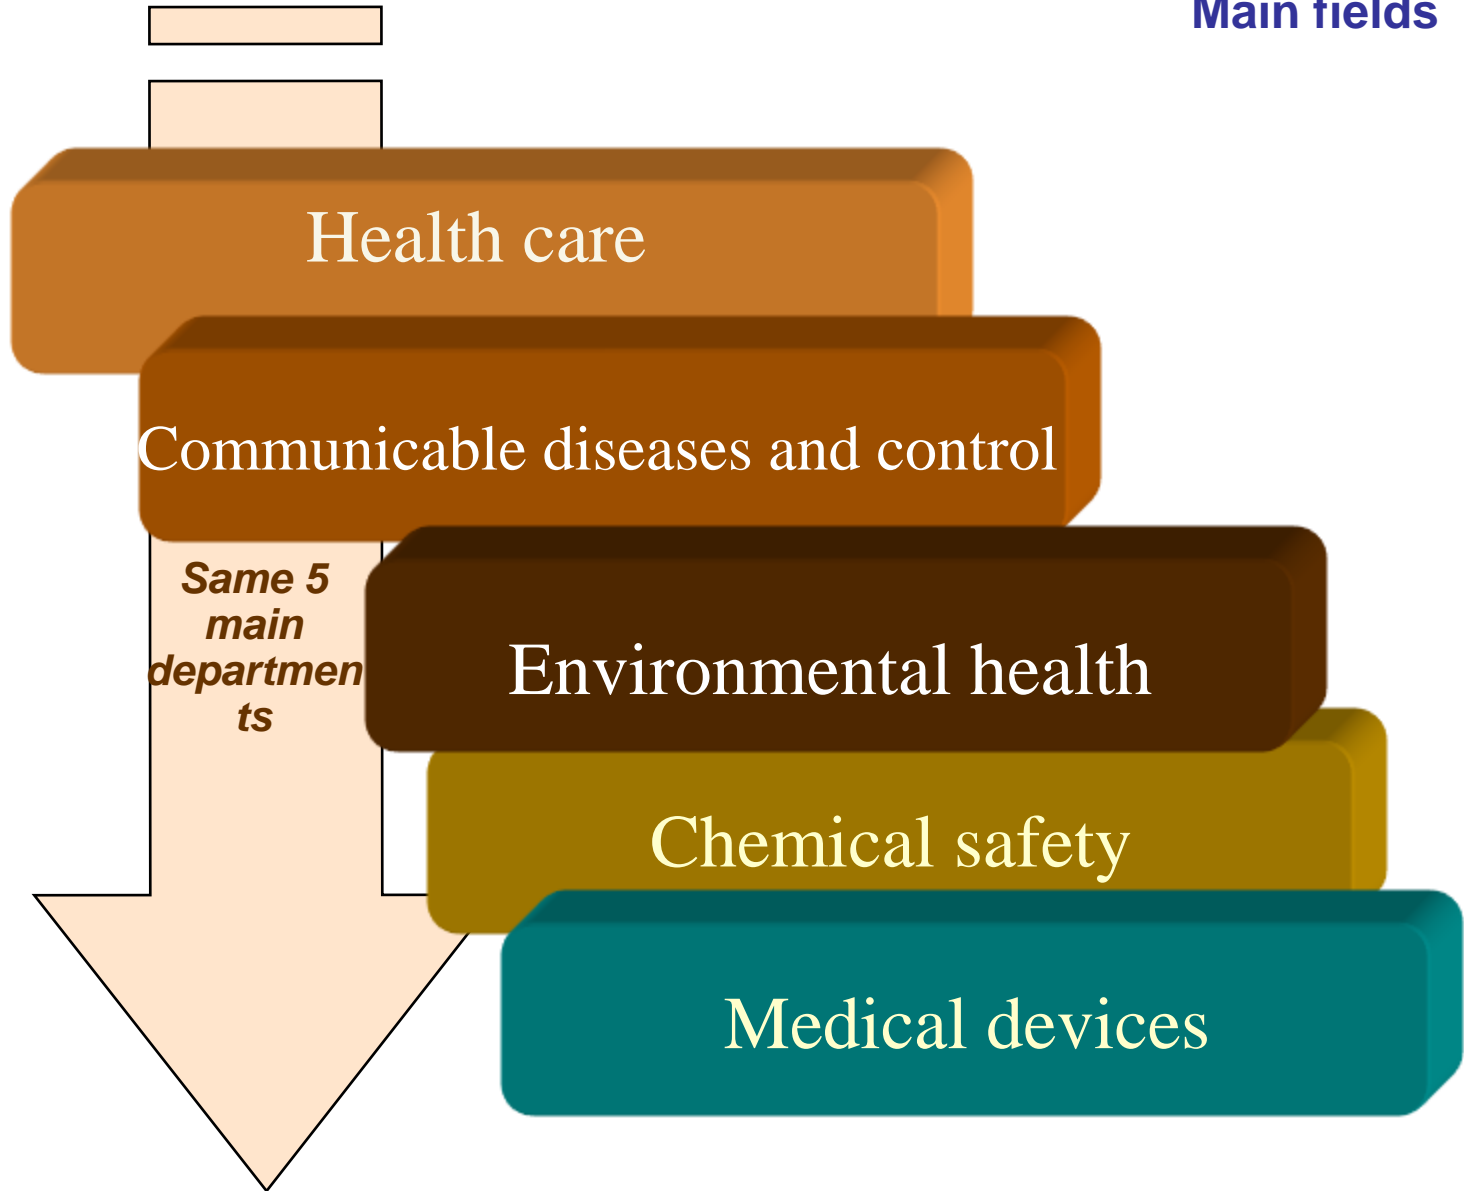 Main fields
Health care
Communicable diseases and control
Same 5
main
departmen
ts
Environmental health
Chemical safety
Medical devices